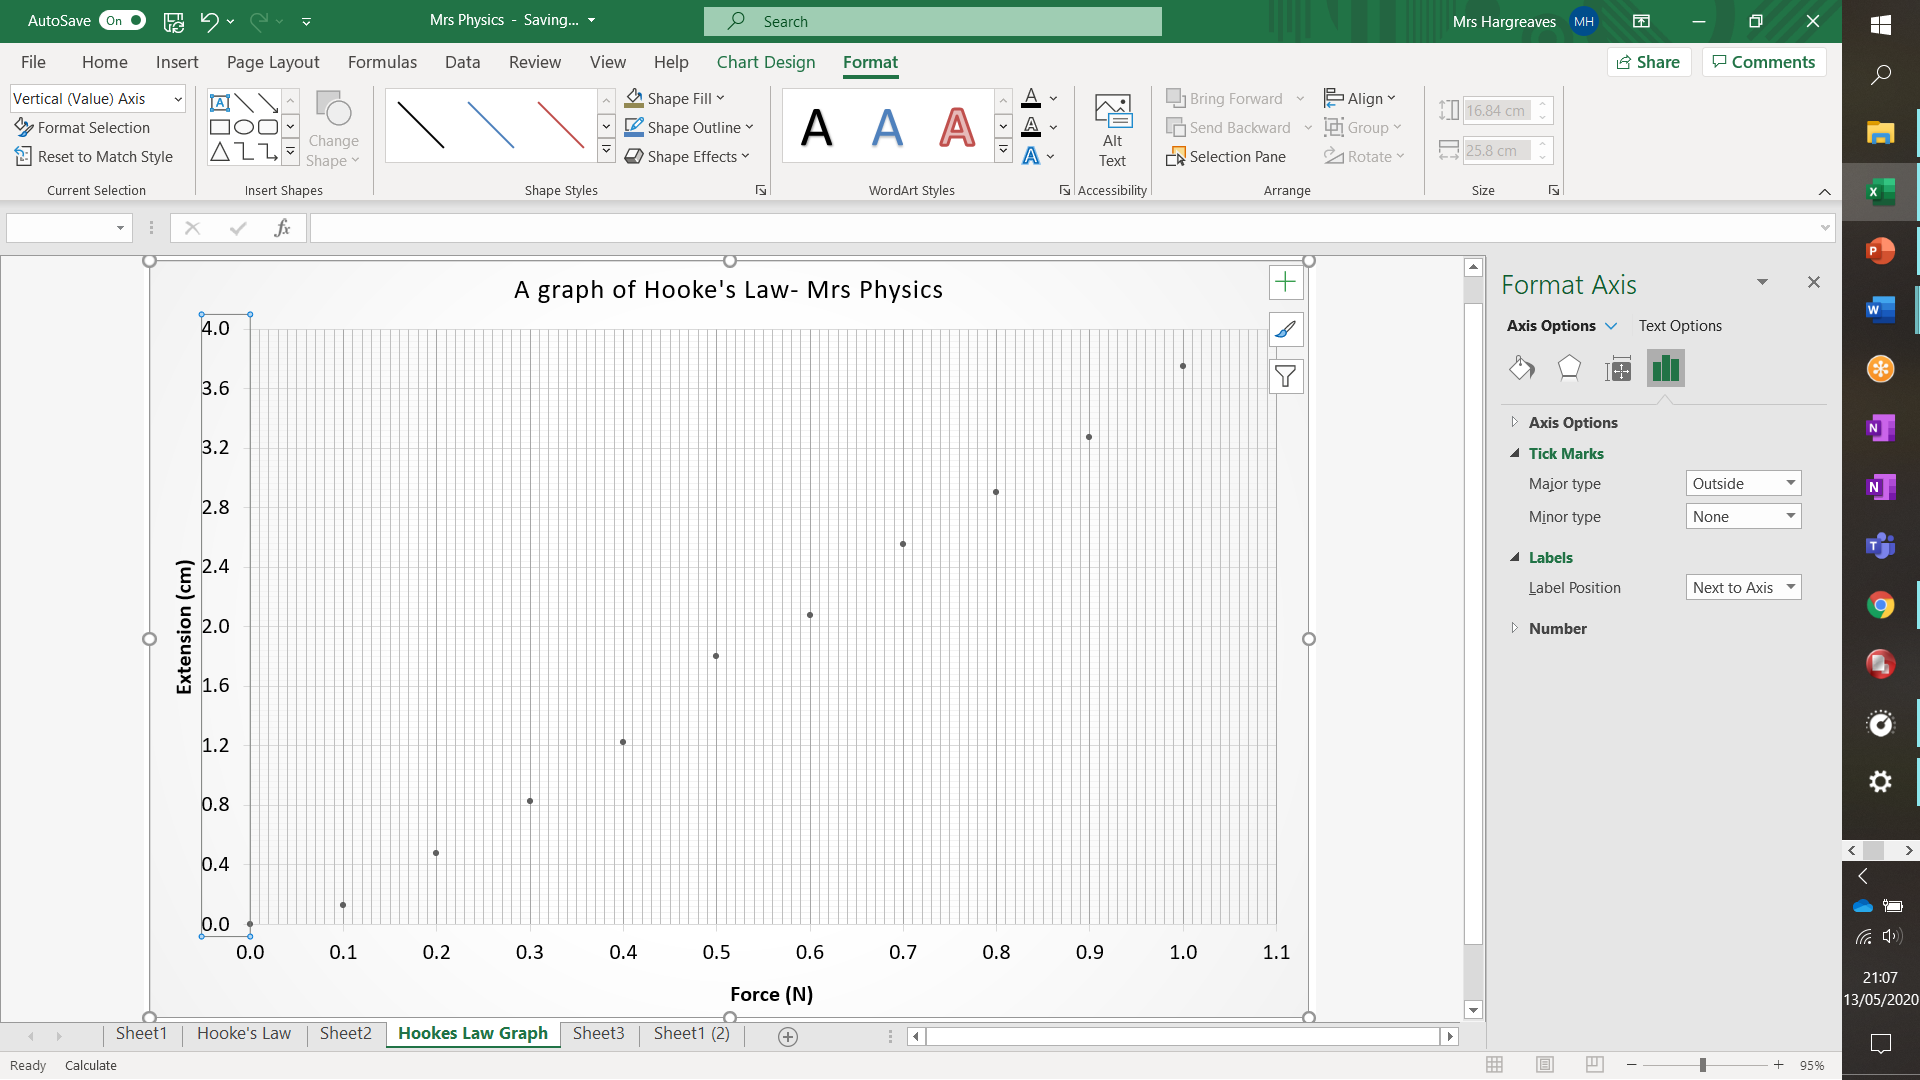 AutoSave On Mrs Physics - Saving... Search Mrs Hargreaves MH
File Home Insert Page Layout Formulas Data Review View Help Chart Design Format Share Comments
Vertical (Value) Axis
Format Selection
Reset to Match Style
Current Selection
A
Change
Shape
Insert Shapes
Shape Fill
Shape Outline
Shape Effects
Shape Styles
A A A
A
A
A
WordArt Styles
Alt
Text
Accessibility
Bring Forward
Send Backward
Selection Pane
Align
Group
Rotate
Arrange
16.84 cm
25.8 cm
Size
fx
A graph of Hooke's Law- Mrs Physics
4.0
3.6
3.2
2.8
2.4
2.0
1.6
1.2
0.8
0.4
0.0
Extension (cm)
0.0 0.1 0.2 0.3 0.4 0.5 0.6 0.7 0.8 0.9 1.0 1.1
Force (N)
Format Axis
Axis Options Text Options
Axis Options
Tick Marks
Major type Outside
Minor type None
Labels
Label Position Next to Axis
Number
Sheet1 Hooke's Law Sheet2 Hookes Law Graph Sheet3 Sheet1 (2)
Ready Calculate 95%
X
P
W
N
N
T
21:07
13/05/2020